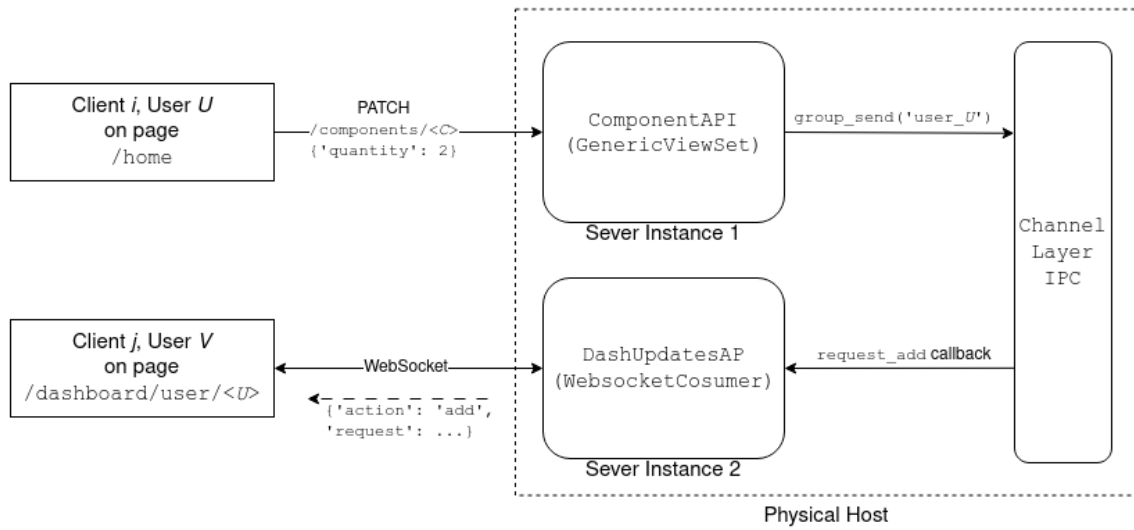 Client i, User U
on page
/home
PATCH
/components/<C>
{'quantity': 2}
ComponentAPI
(GenericViewSet)
Sever Instance 1
group_send('user_U')
Channel
Layer
IPC
Client j, User V
on page
/dashboard/user/<U>
WebSocket
{'action': 'add',
'request': ...}
DashUpdatesAP
(WebsocketCosumer)
Sever Instance 2
request_add callback
Physical Host